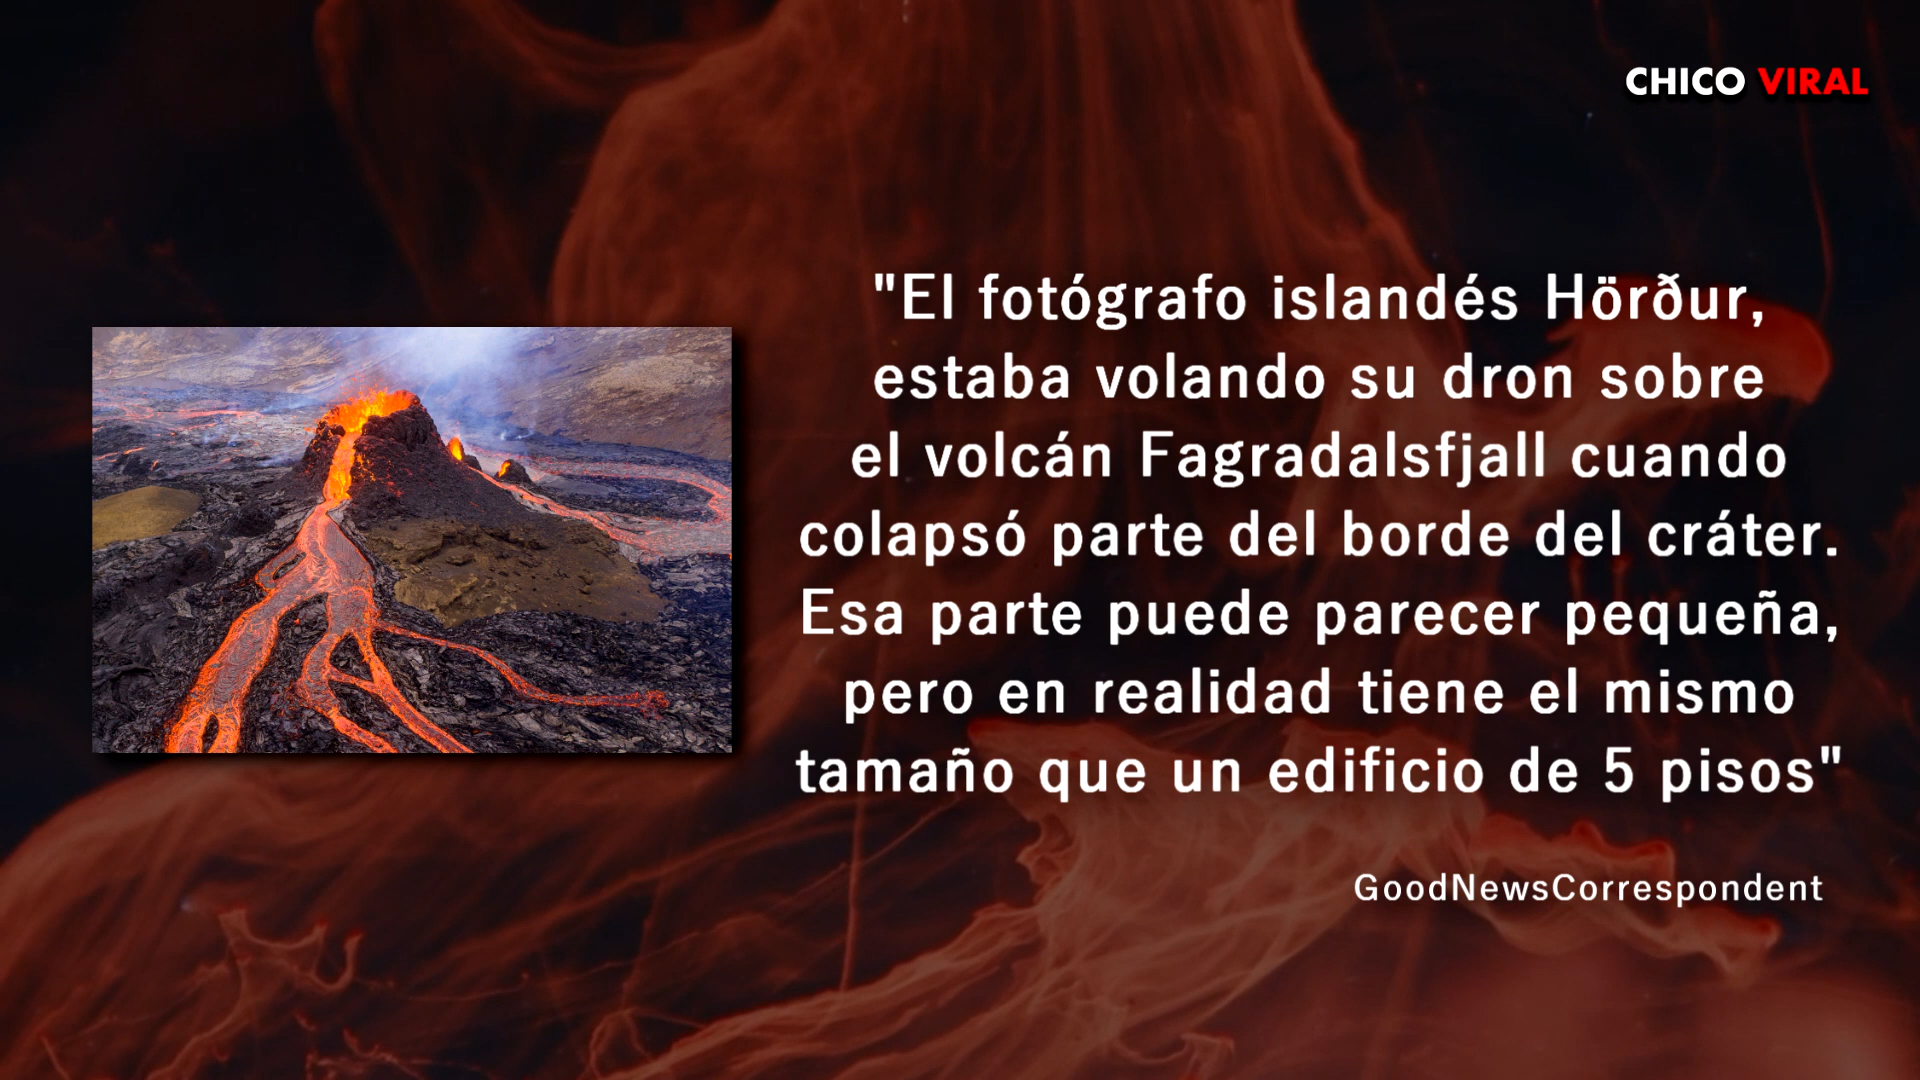 CHICO VIRAL
"El fotógrafo islandés Hörður,
estaba volando su dron sobre
el volcán Fagradalsfjall cuando
colapsó parte del borde del cráter.
Esa parte puede parecer pequeña,
pero en realidad tiene el mismo
tamaño que un edificio de 5 pisos"
GoodNewsCorrespondent